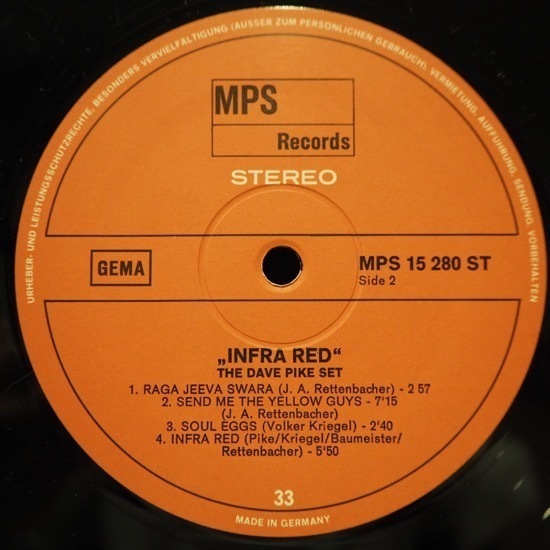 URHEBER- UND LEISTUNGSSCHUTZRECHTE, BESONDERS VERVIELFÄLTIGUNG (AUSSER ZUM PERSÖNLICHEN GEBRAUCH), VERMIETUNG, AUFFÜHRUNG, SENDUNG, VORBEHALTEN
MPS
Records
STEREO
GEMA
MPS 15 280 ST
Side 2
„INFRA RED“
THE DAVE PIKE SET
1. RAGA JEEVA SWARA (J. A. Rettenbacher) - 2 57
2. SEND ME THE YELLOW GUYS - 7'15
(J. A. Rettenbacher)
3. SOUL EGGS (Volker Kriegel) - 2'40
4. INFRA RED (Pike/Kriegel/Baumeister/
Rettenbacher) - 5'50
33
MADE IN GERMANY